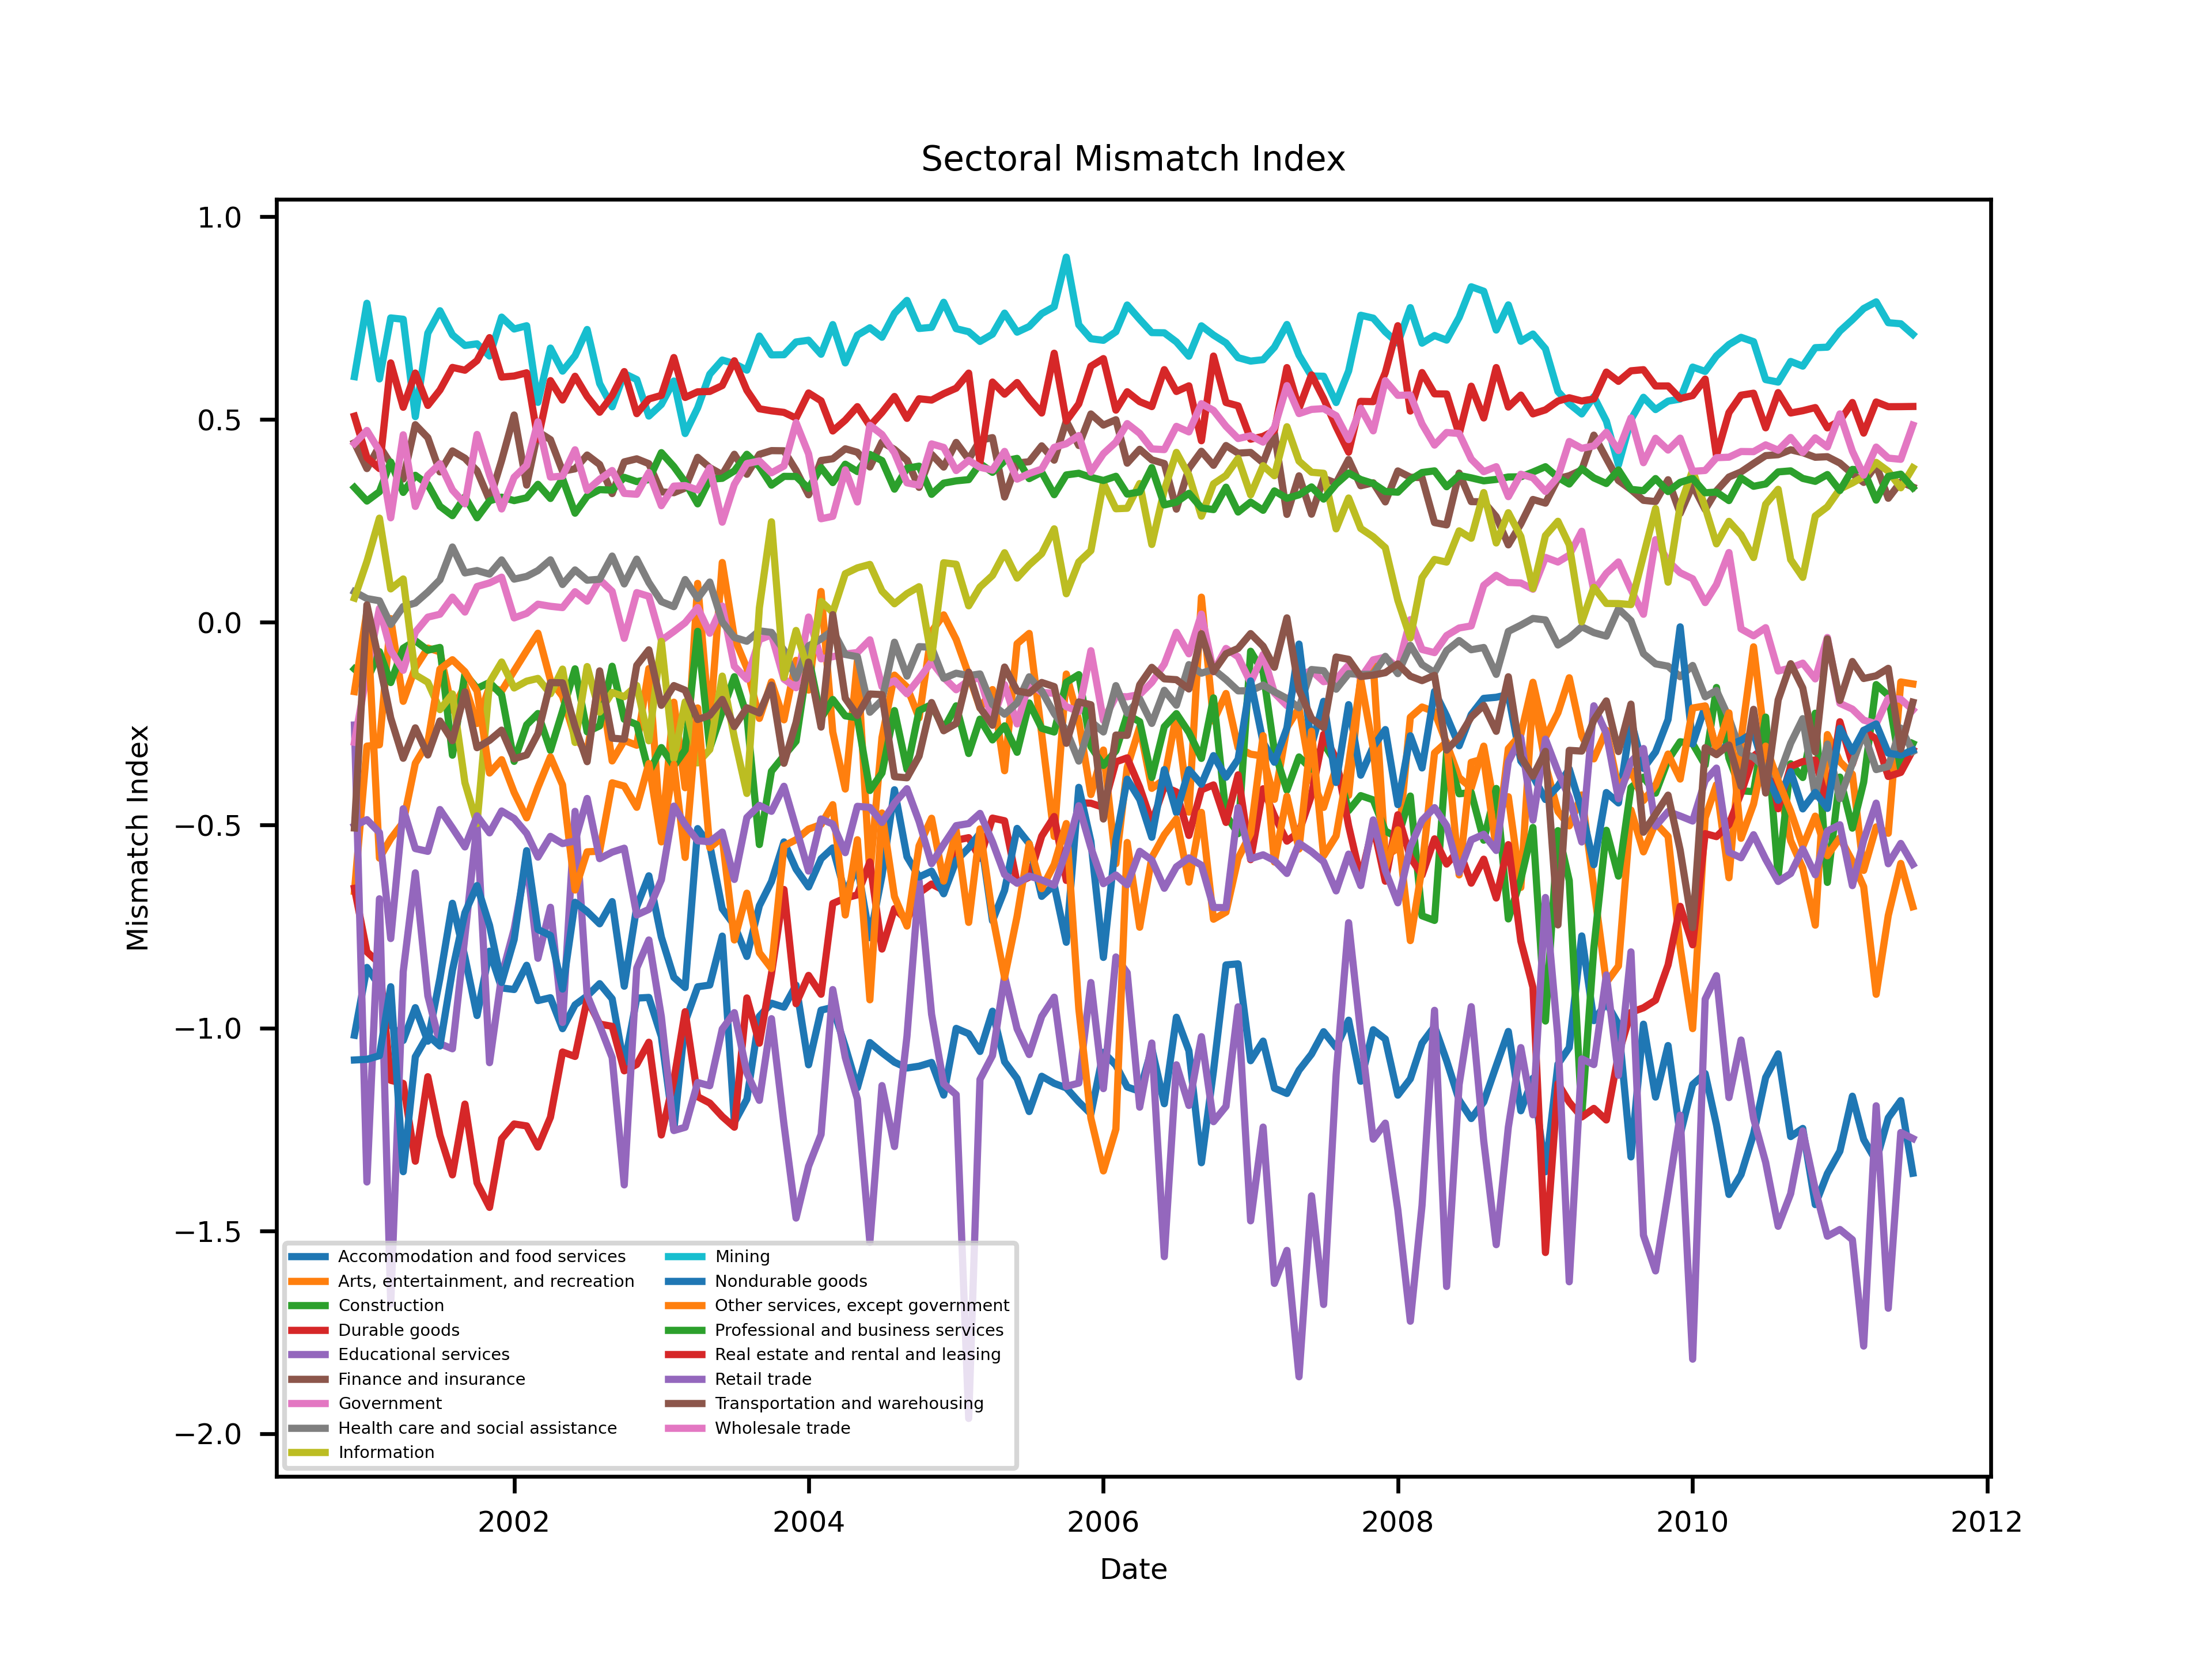 Sectoral Mismatch Index
Mismatch Index
1.0
0.5
0.0
−0.5
−1.0
−1.5
−2.0
Accommodation and food services
Arts, entertainment, and recreation
Construction
Durable goods
Educational services
Finance and insurance
Government
Health care and social assistance
Information
Mining
Nondurable goods
Other services, except government
Professional and business services
Real estate and rental and leasing
Retail trade
Transportation and warehousing
Wholesale trade
2002
2004
2006
2008
2010
2012
Date